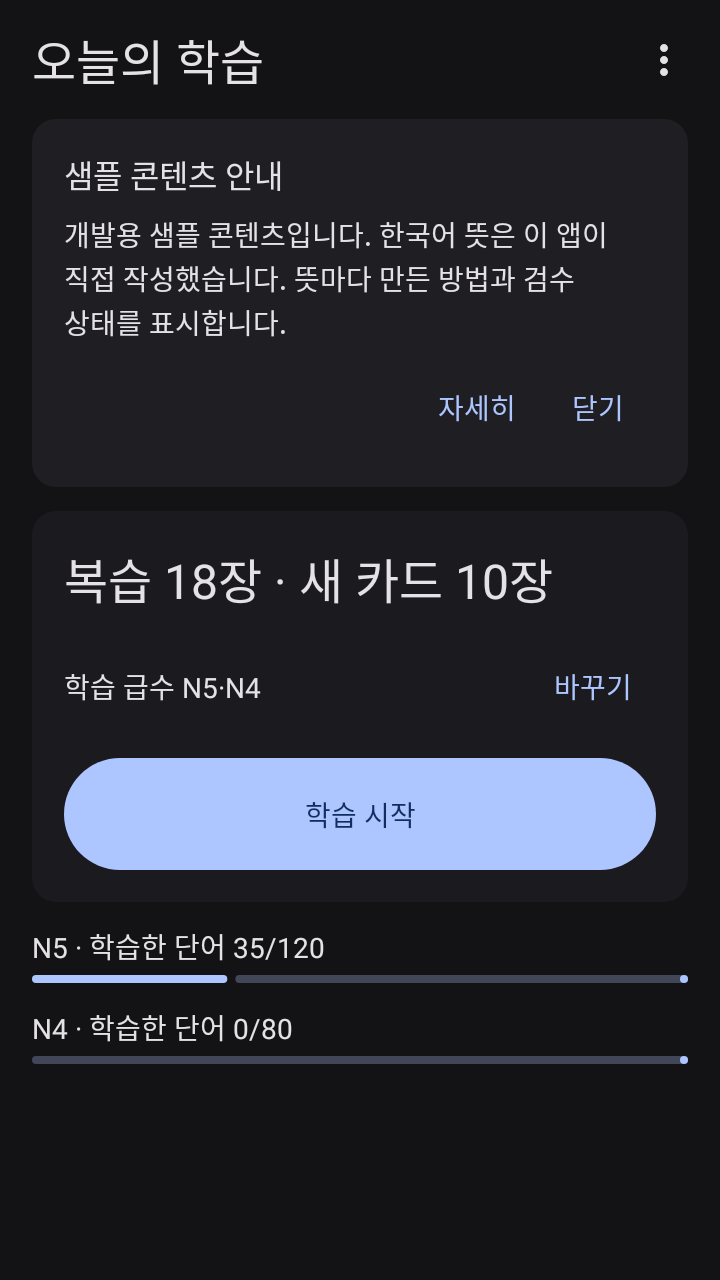 오늘의 학습
샘플 콘텐츠 안내
개발용 샘플 콘텐츠입니다. 한국어 뜻은 이 앱이
직접 작성했습니다. 뜻마다 만든 방법과 검수
상태를 표시합니다.
자세히 닫기
복습 18장 · 새 카드 10장
학습 급수 N5·N4 바꾸기
학습 시작
N5 · 학습한 단어 35/120
N4 · 학습한 단어 0/80